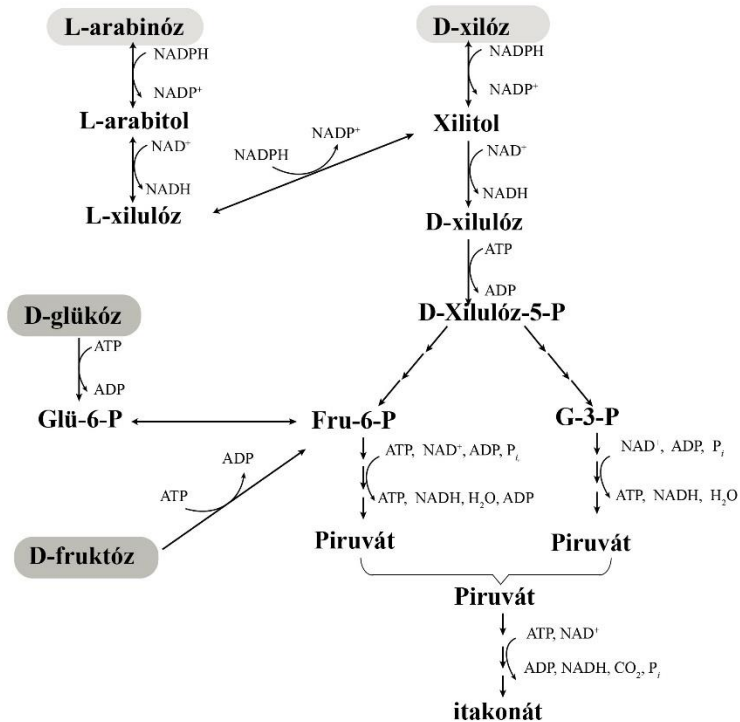 L-arabinóz
D-xilóz
NADPH
NADPH
NADP⁺
NADP⁺
L-arabitol
Xilitol
NADP⁺
NAD⁺
NADPH
NAD⁺
NADH
NADH
L-xilulóz
D-xilulóz
ATP
ADP
D-glükóz
D-Xilulóz-5-P
ATP
ADP
Glü-6-P
Fru-6-P
G-3-P
ATP, NAD⁺, ADP, Pᵢ
NAD⁺, ADP, Pᵢ
ADP
ATP
ATP, NADH, H₂O, ADP
ATP, NADH, H₂O
D-fruktóz
Piruvát
Piruvát
Piruvát
ATP, NAD⁺
ADP, NADH, CO₂, Pᵢ
itakonát